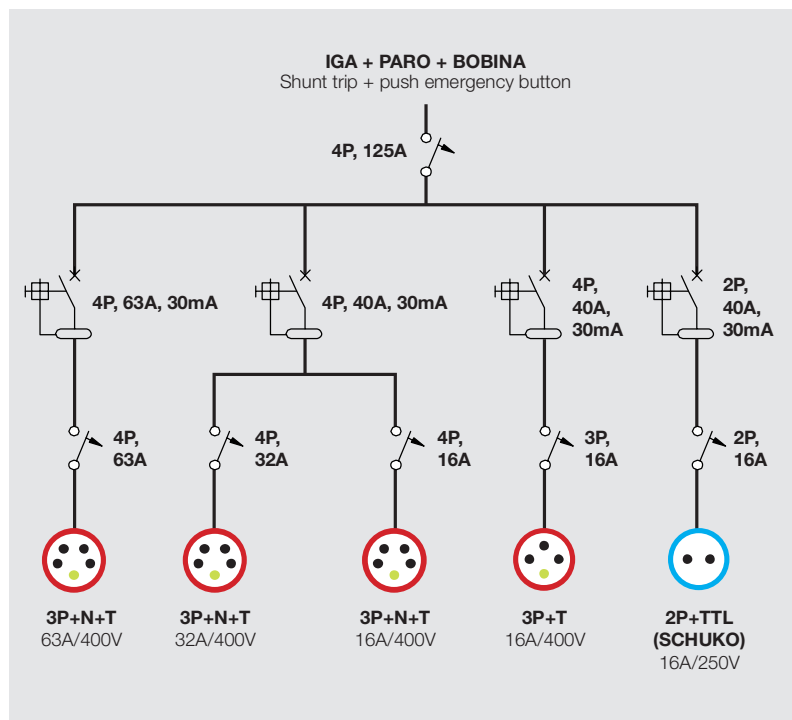 IGA + PARO + BOBINA
Shunt trip + push emergency button
4P, 125A
4P, 63A, 30mA
4P, 40A, 30mA
4P,
40A,
30mA
2P,
40A,
30mA
4P,
63A
4P,
32A
4P,
16A
3P,
16A
2P,
16A
3P+N+T
63A/400V
3P+N+T
32A/400V
3P+N+T
16A/400V
3P+T
16A/400V
2P+TTL
(SCHUKO)
16A/250V